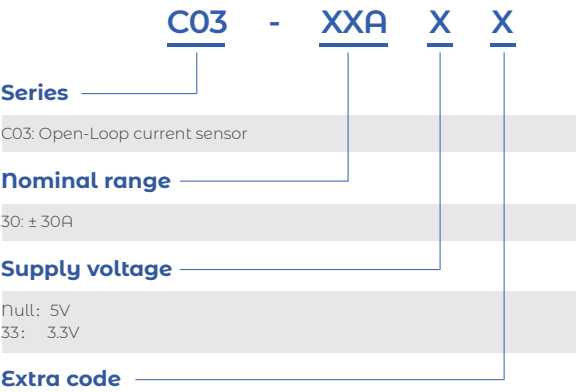 C03 - XXA X X
Series
C03: Open-Loop current sensor
Nominal range
30: ± 30A
Supply voltage
Null: 5V
33: 3.3V
Extra code